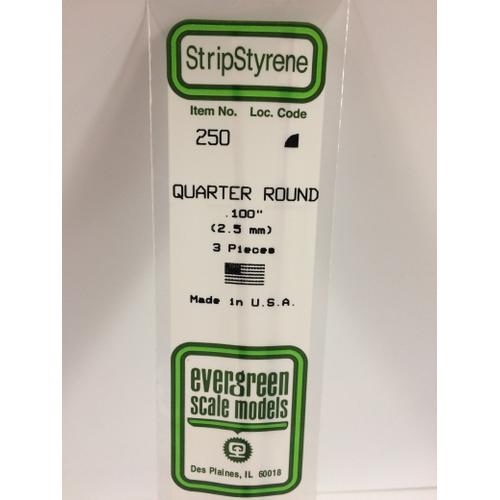 StripStyrene
Item No. Loc. Code
250
QUARTER ROUND
.100"
(2.5 mm)
3 Pieces
Made in U.S.A.
evergreen
scale models
Des Plaines, IL 60018